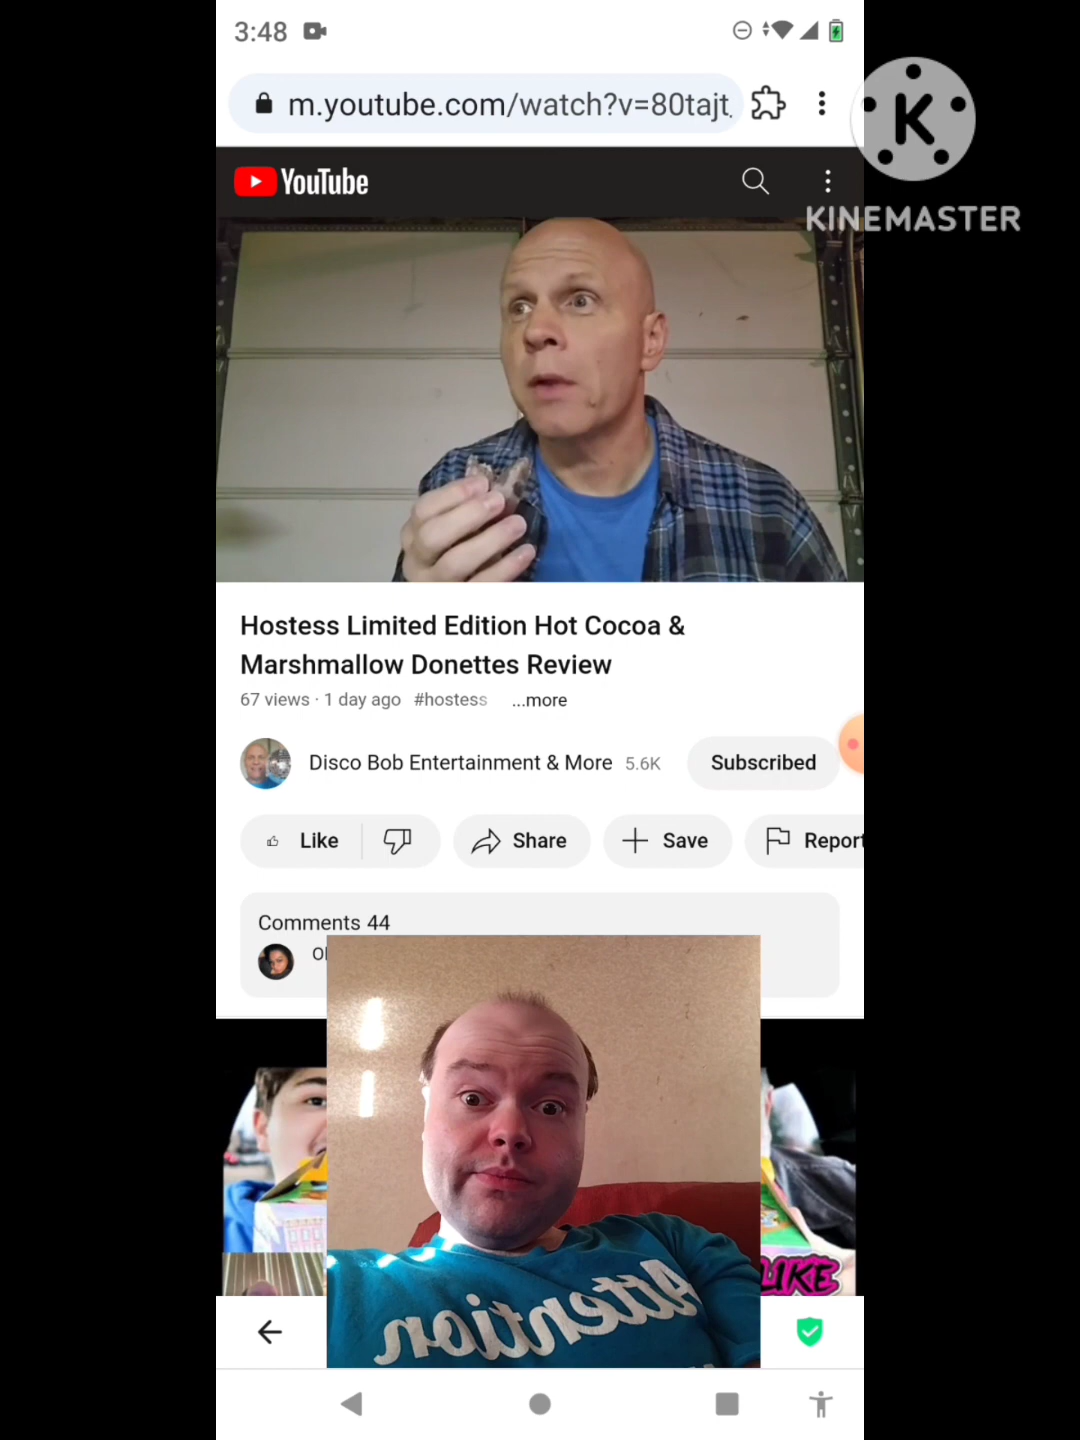 3:48
m.youtube.com/watch?v=80tajt
K
KINEMASTER
YouTube
Hostess Limited Edition Hot Cocoa &
Marshmallow Donettes Review
67 views · 1 day ago #hostess ...more
Disco Bob Entertainment & More 5.6K Subscribed
Like Share Save Report
Comments 44
Attention
LIKE